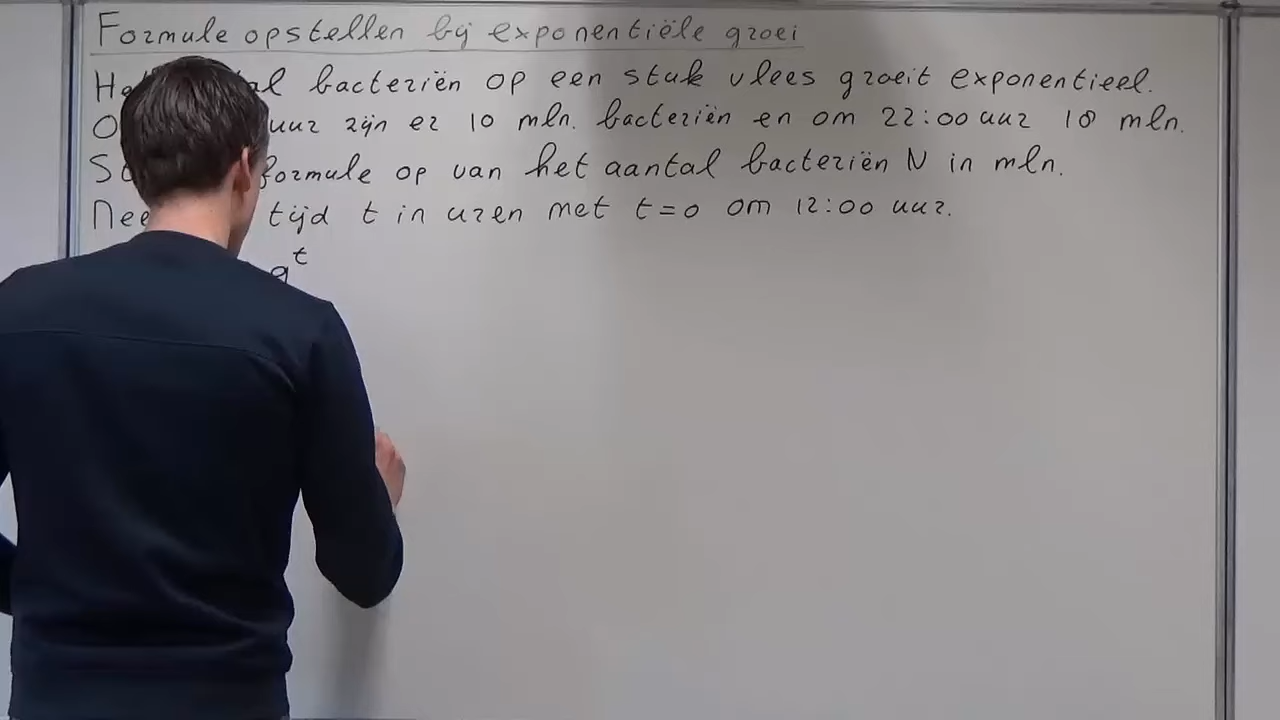 Formule opstellen bij exponentiële groei
bacteriën op een stuk vlees groeit exponentieel.
uur zijn er 10 mln. bacteriën en om 22:00 uur 18 mln.
formule op van het aantal bacteriën N in mln.
tijd t in uren met t=0 om 12:00 uur.
g^t